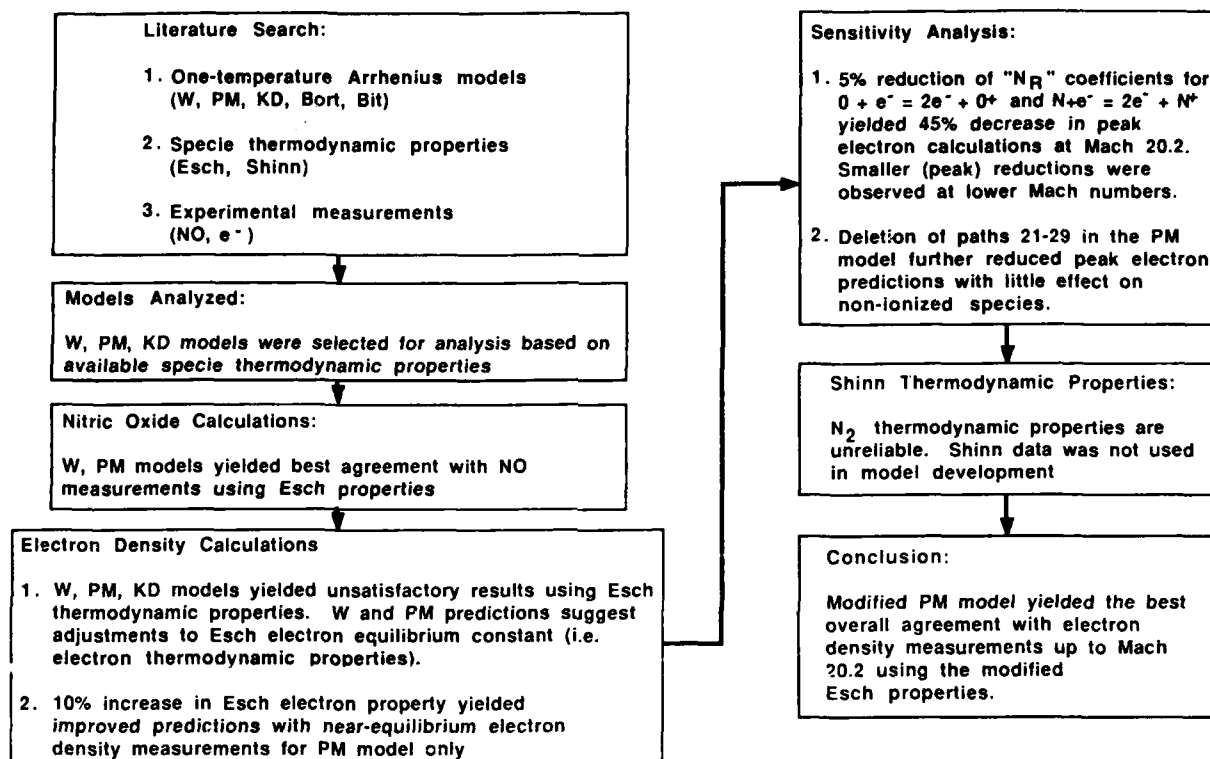 Literature Search:
1. One-temperature Arrhenius models
(W, PM, KD, Bort, Bit)
2. Specie thermodynamic properties
(Esch, Shinn)
3. Experimental measurements
(NO, e⁻)
Models Analyzed:
W, PM, KD models were selected for analysis based on
available specie thermodynamic properties
Nitric Oxide Calculations:
W, PM models yielded best agreement with NO
measurements using Esch properties
Electron Density Calculations
1. W, PM, KD models yielded unsatisfactory results using Esch
thermodynamic properties. W and PM predictions suggest
adjustments to Esch electron equilibrium constant (i.e.
electron thermodynamic properties).
2. 10% increase in Esch electron property yielded
improved predictions with near-equilibrium electron
density measurements for PM model only
Sensitivity Analysis:
1. 5% reduction of "N_R" coefficients for
0 + e⁻ = 2e⁻ + 0⁺ and N+e⁻ = 2e⁻ + N⁺
yielded 45% decrease in peak
electron calculations at Mach 20.2.
Smaller (peak) reductions were
observed at lower Mach numbers.
2. Deletion of paths 21-29 in the PM
model further reduced peak electron
predictions with little effect on
non-ionized species.
Shinn Thermodynamic Properties:
N₂ thermodynamic properties are
unreliable. Shinn data was not used
in model development
Conclusion:
Modified PM model yielded the best
overall agreement with electron
density measurements up to Mach
20.2 using the modified
Esch properties.